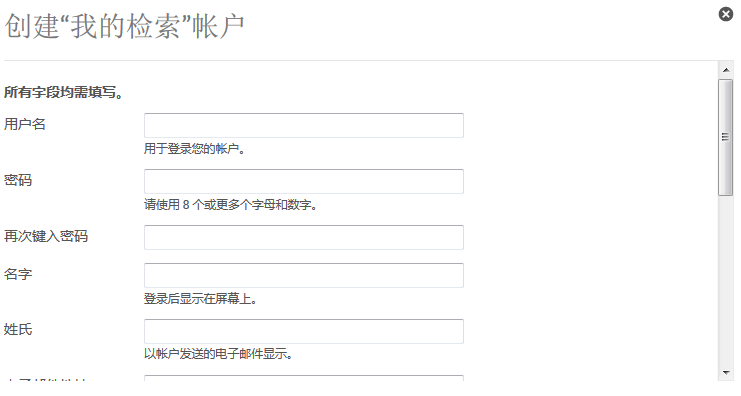 创建“我的检索”帐户
所有字段均需填写。
用户名
用于登录您的帐户。
密码
请使用 8 个或更多个字母和数字。
再次键入密码
名字
登录后显示在屏幕上。
姓氏
以帐户发送的电子邮件显示。